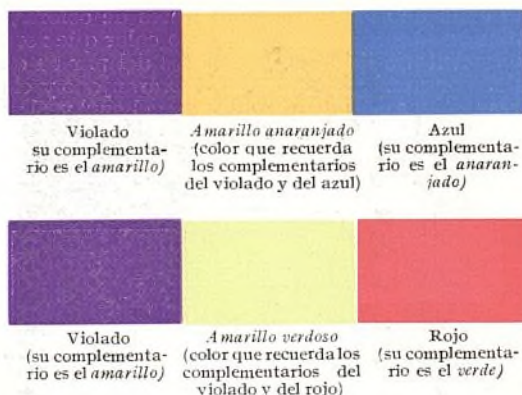 Violado
su complementa-
rio es el amarillo)
Amarillo anaranjado
(color que recuerda
los complementarios
del violado y del azul)
Azul
(su complementa-
rio es el anaran-
jado)
Violado
(su complementa-
rio es el amarillo)
Amarillo verdoso
(color que recuerda los
complementarios del
violado y del rojo)
Rojo
(su complementa-
rio es el verde)